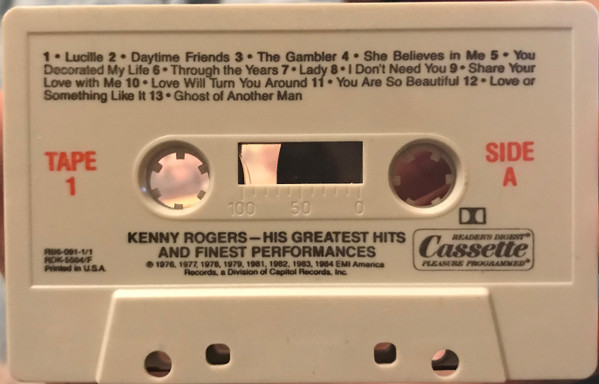 1 • Lucille 2 • Daytime Friends 3 • The Gambler 4 • She Believes in Me 5 • You
Decorated My Life 6 • Through the Years 7 • Lady 8 • I Don't Need You 9 • Share Your
Love with Me 10 • Love Will Turn You Around 11 • You Are So Beautiful 12 • Love or
Something Like It 13 • Ghost of Another Man
TAPE
1
SIDE
A
100 50 0
KENNY ROGERS—HIS GREATEST HITS
AND FINEST PERFORMANCES
℗ 1976, 1977, 1978, 1979, 1981, 1982, 1983, 1984 EMI America
Records, a Division of Capitol Records, Inc.
RB6-091-1/1
RDK-5564/F
Printed in U.S.A.
READER'S DIGEST®
Cassette
PLEASURE PROGRAMMED®